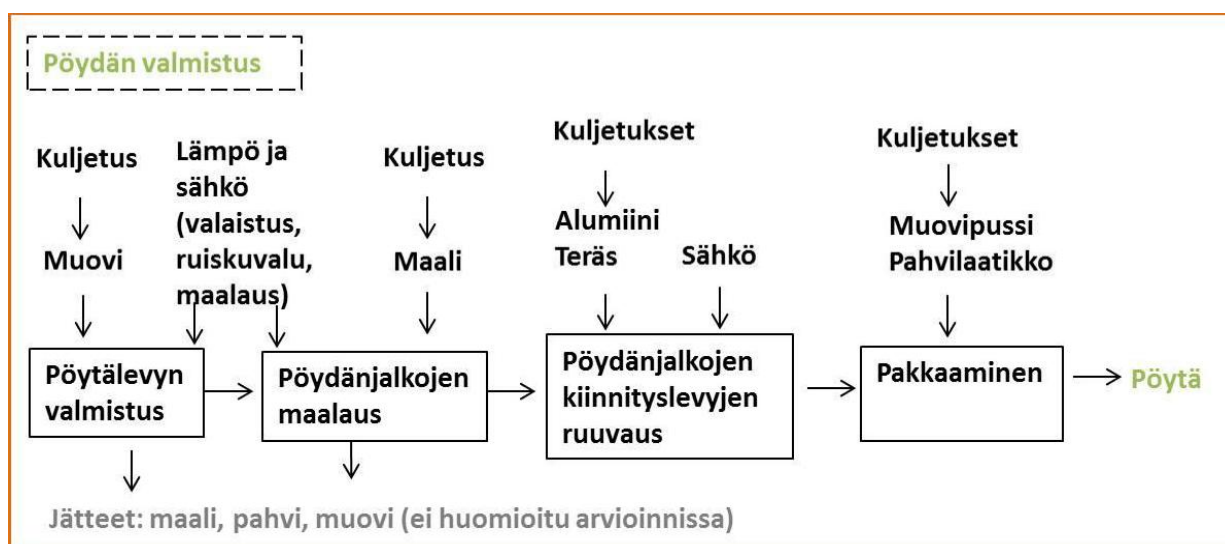 Pöydän valmistus
Kuljetus
Muovi
Lämpö ja
sähkö
(valaistus,
ruiskuvalu,
maalaus)
Kuljetus
Maali
Kuljetukset
Alumiini
Teräs
Sähkö
Kuljetukset
Muovipussi
Pahvilaatikko
Pöytälevyn
valmistus
Pöydänjalkojen
maalaus
Pöydänjalkojen
kiinnityslevyjen
ruuvaus
Pakkaaminen
Pöytä
Jätteet: maali, pahvi, muovi (ei huomioitu arvioinnissa)